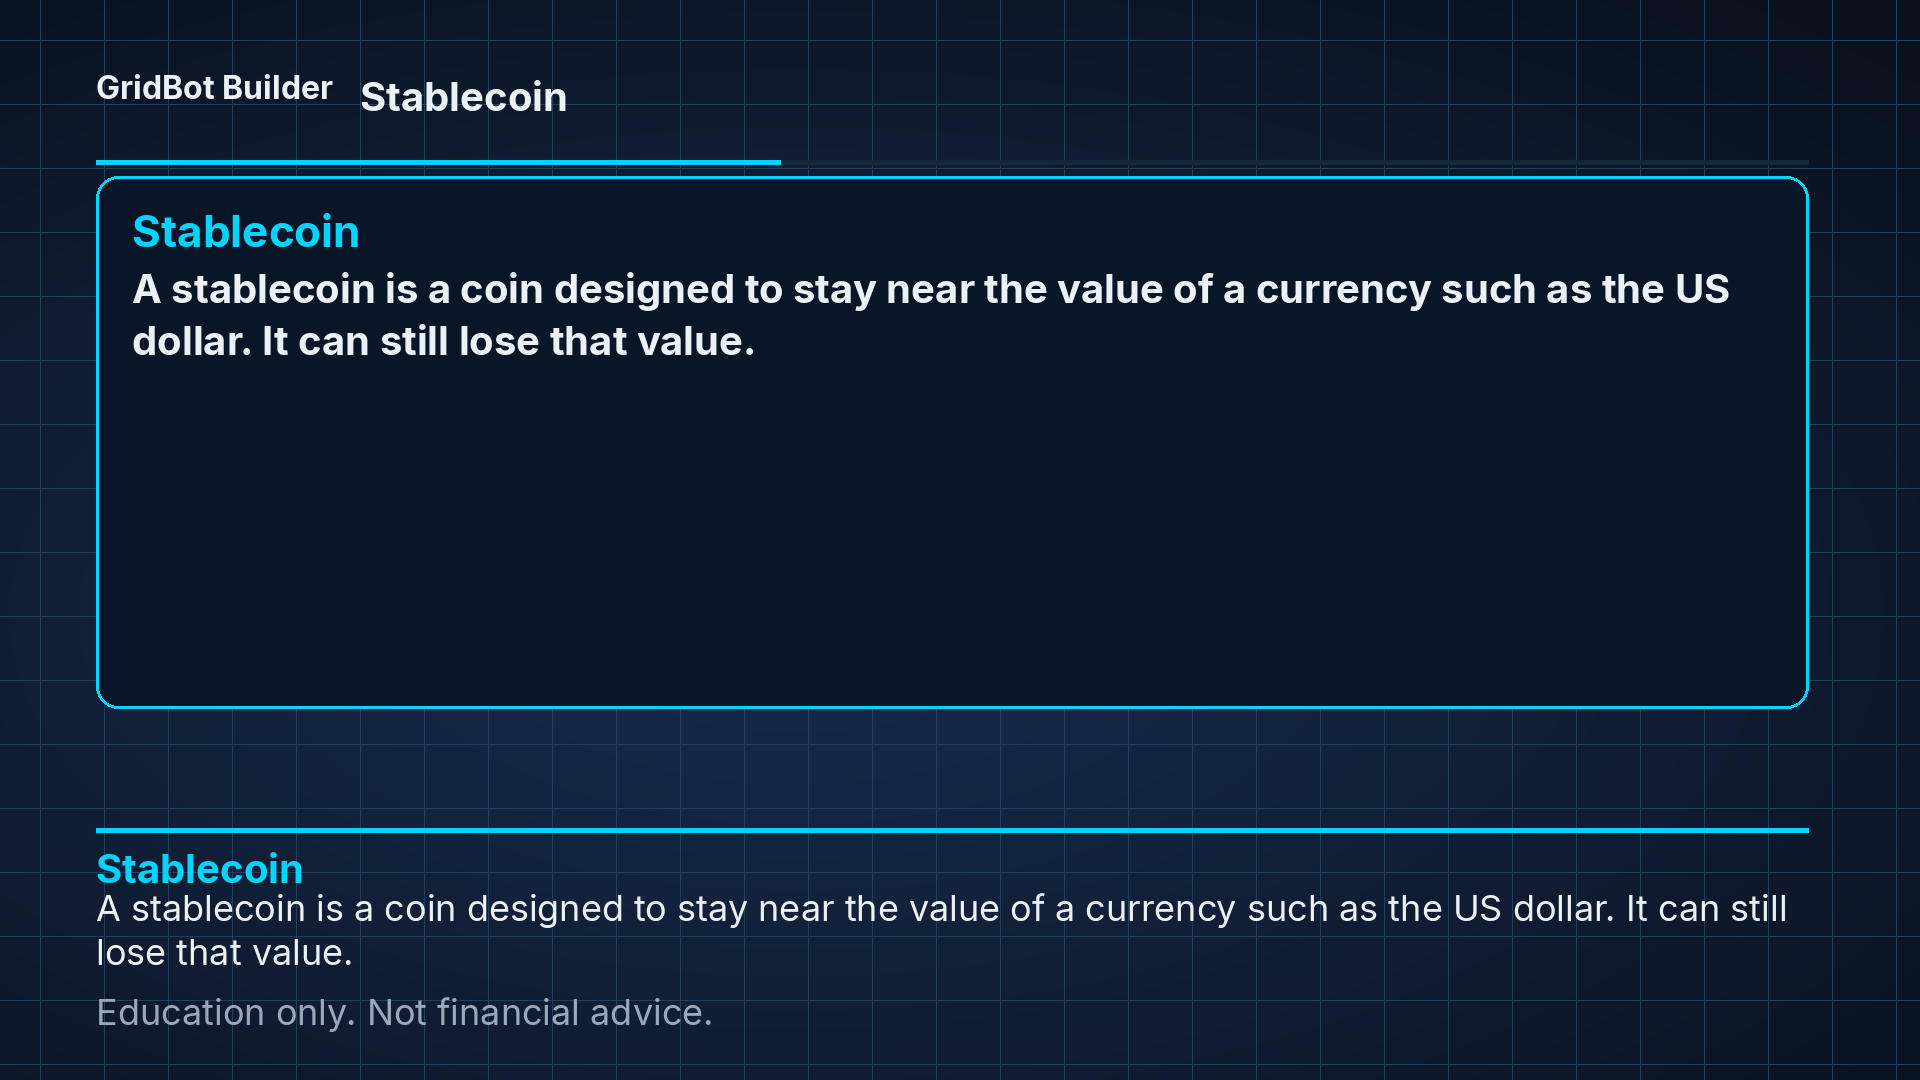 GridBot Builder Stablecoin
Stablecoin
A stablecoin is a coin designed to stay near the value of a currency such as the US
dollar. It can still lose that value.
Stablecoin
A stablecoin is a coin designed to stay near the value of a currency such as the US dollar. It can still
lose that value.
Education only. Not financial advice.